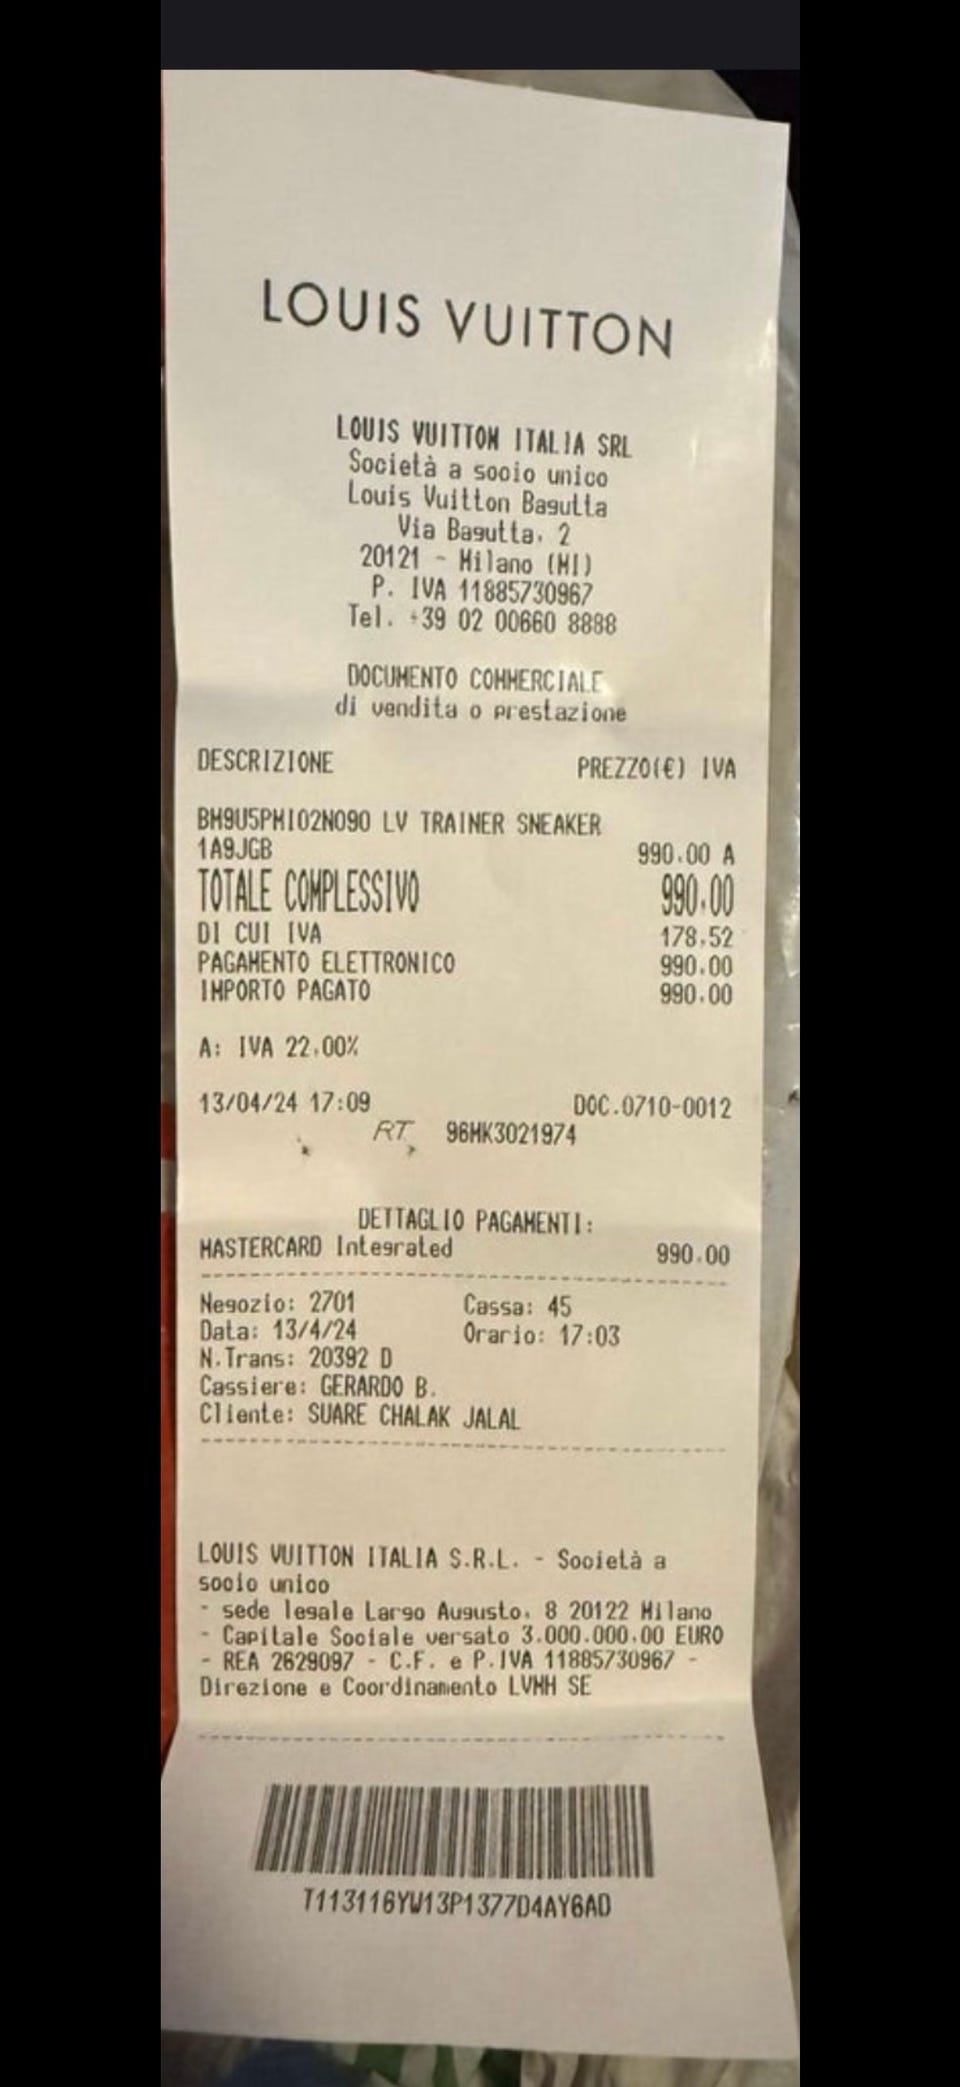 LOUIS VUITTON
LOUIS VUITTON ITALIA SRL
Società a socio unico
Louis Vuitton Bagutta
Via Bagutta, 2
20121 - Milano (MI)
P. IVA 11885730967
Tel. +39 02 00660 8888
DOCUMENTO COMMERCIALE
di vendita o prestazione
DESCRIZIONE PREZZO(€) IVA
BM9U5PMI02N090 LV TRAINER SNEAKER
1A9JGB 990,00 A
TOTALE COMPLESSIVO 990,00
DI CUI IVA 178,52
PAGAMENTO ELETTRONICO 990,00
IMPORTO PAGATO 990,00
A: IVA 22,00%
13/04/24 17:09 DOC.0710-0012
RT 96MK3021974
DETTAGLIO PAGAMENTI:
MASTERCARD Integrated 990.00
Negozio: 2701 Cassa: 45
Data: 13/4/24 Orario: 17:03
N.Trans: 20392 D
Cassiere: GERARDO B.
Cliente: SUARE CHALAK JALAL
LOUIS VUITTON ITALIA S.R.L. - Società a
socio unico
- sede legale Largo Augusto, 8 20122 Milano
- Capitale Sociale versato 3.000.000,00 EURO
- REA 2629097 - C.F. e P.IVA 11885730967 -
Direzione e Coordinamento LVMH SE
T113116YW13P1377D4AY6AD